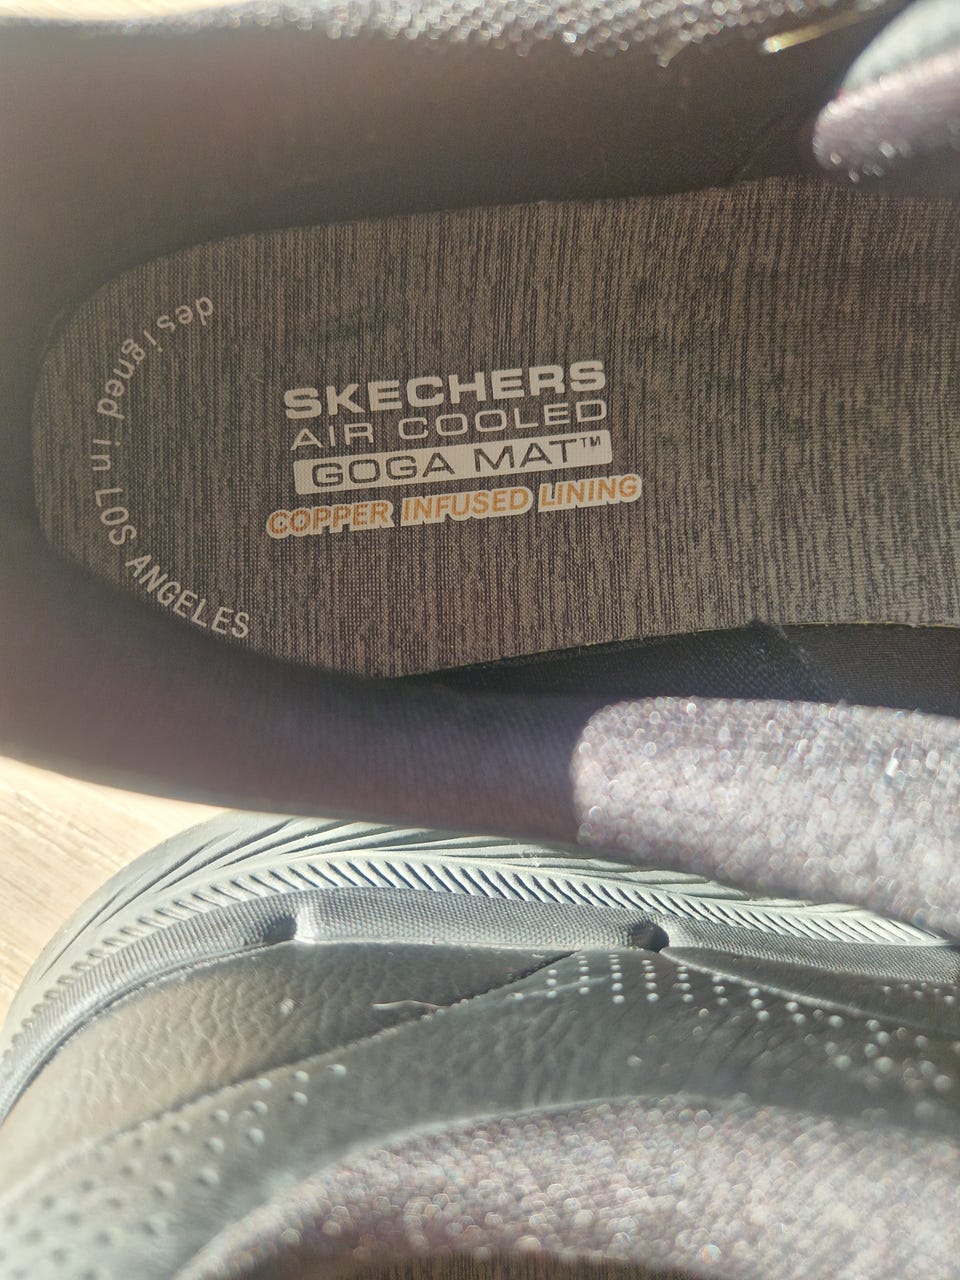 SKECHERS
AIR COOLED
GOGA MAT™
COPPER INFUSED LINING
designed in LOS ANGELES